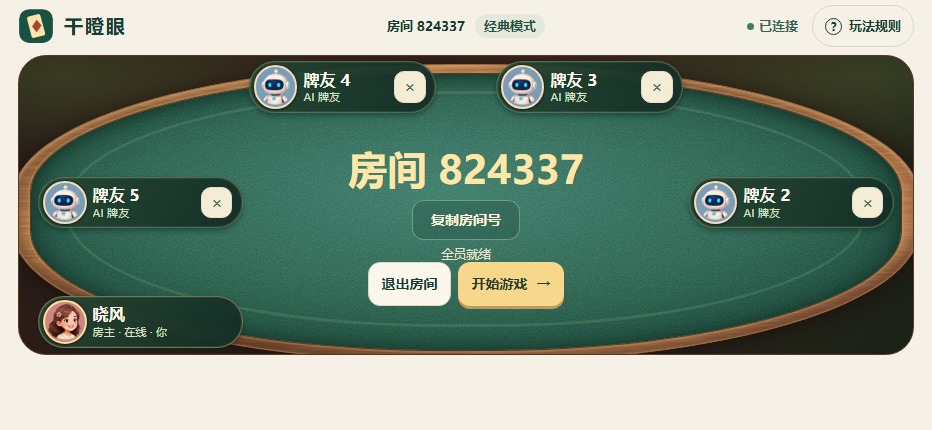 干瞪眼
房间 824337 经典模式
已连接
? 玩法规则
牌友 4
AI 牌友
×
牌友 3
AI 牌友
×
房间 824337
牌友 5
AI 牌友
×
牌友 2
AI 牌友
×
复制房间号
全员就绪
退出房间
开始游戏 →
晓风
房主 · 在线 · 你